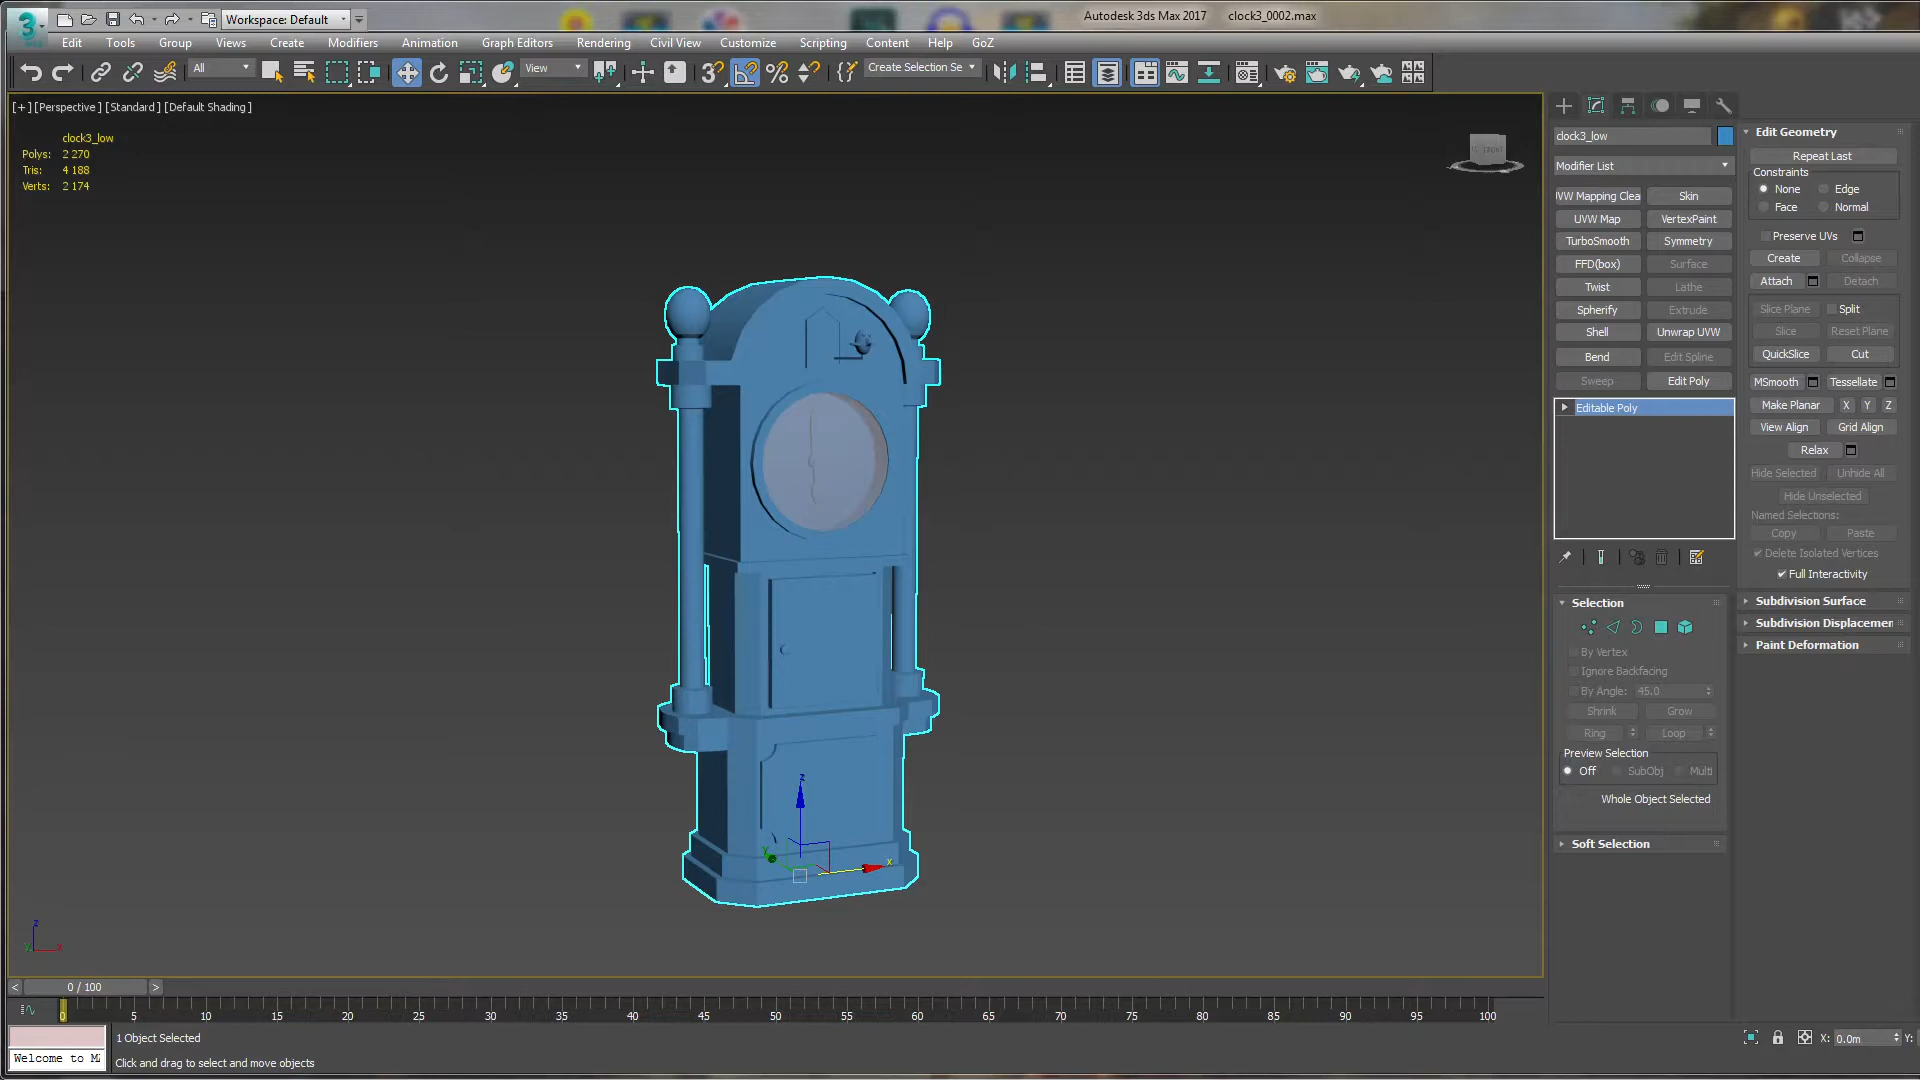 Workspace: Default
Autodesk 3ds Max 2017 clock3_0002.max
Edit Tools Group Views Create Modifiers Animation Graph Editors Rendering Civil View Customize Scripting Content Help GoZ
All View Create Selection Se
[+] [Perspective] [Standard] [Default Shading]
clock3_low
Polys: 2 270
Tris: 4 188
Verts: 2 174
FRONT
z
y
x
z
y
x
clock3_low
Modifier List
UVW Mapping Clea Skin
UVW Map VertexPaint
TurboSmooth Symmetry
FFD(box) Surface
Twist Lathe
Spherify Extrude
Shell Unwrap UVW
Bend Edit Spline
Sweep Edit Poly
Editable Poly
Selection
By Vertex
Ignore Backfacing
By Angle: 45.0
Shrink Grow
Ring Loop
Preview Selection
Off SubObj Multi
Whole Object Selected
Soft Selection
Edit Geometry
Repeat Last
Constraints
None Edge
Face Normal
Preserve UVs
Create Collapse
Attach Detach
Slice Plane Split
Slice Reset Plane
QuickSlice Cut
MSmooth Tessellate
Make Planar X Y Z
View Align Grid Align
Relax
Hide Selected Unhide All
Hide Unselected
Named Selections:
Copy Paste
Delete Isolated Vertices
Full Interactivity
Subdivision Surface
Subdivision Displacemen
Paint Deformation
< 0 / 100 >
0 5 10 15 20 25 30 35 40 45 50 55 60 65 70 75 80 85 90 95 100
1 Object Selected
X: 0.0m Y:
Welcome to M
Click and drag to select and move objects